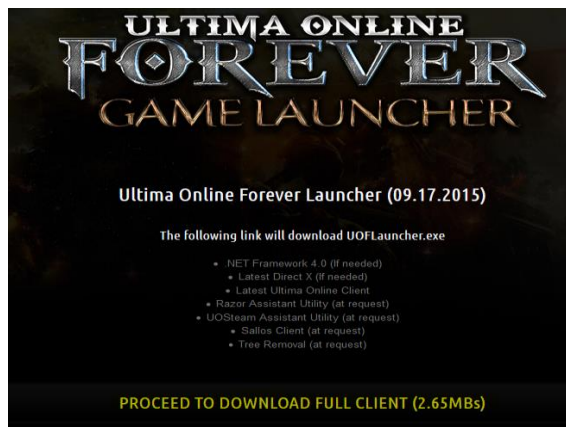 ULTIMA ONLINE
FOREVER
GAME LAUNCHER
Ultima Online Forever Launcher (09.17.2015)
The following link will download UOFLauncher.exe
• .NET Framework 4.0 (If needed)
• Latest Direct X (If needed)
• Latest Ultima Online Client
• Razor Assistant Utility (at request)
• UOSteam Assistant Utility (at request)
• Sallos Client (at request)
• Tree Removal (at request)
PROCEED TO DOWNLOAD FULL CLIENT (2.65MBs)